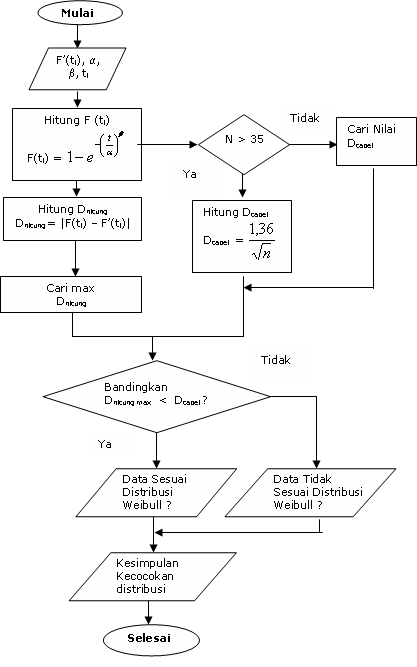 Mulai
F'(tᵢ), α,
β, tᵢ
Hitung F (tᵢ)
F(tᵢ) = 1 − e^−(t/α)^β
N > 35
Tidak
Cari Nilai
Dtabel
Ya
Hitung Dtabel
Dtabel = 1,36/√n
Hitung Dhitung
Dhitung = |F(tᵢ) − F'(tᵢ)|
Cari max
Dhitung
Bandingkan
Dhitung max < Dtabel ?
Tidak
Ya
Data Sesuai
Distribusi
Weibull ?
Data Tidak
Sesuai Distribusi
Weibull ?
Kesimpulan
Kecocokan
distribusi
Selesai